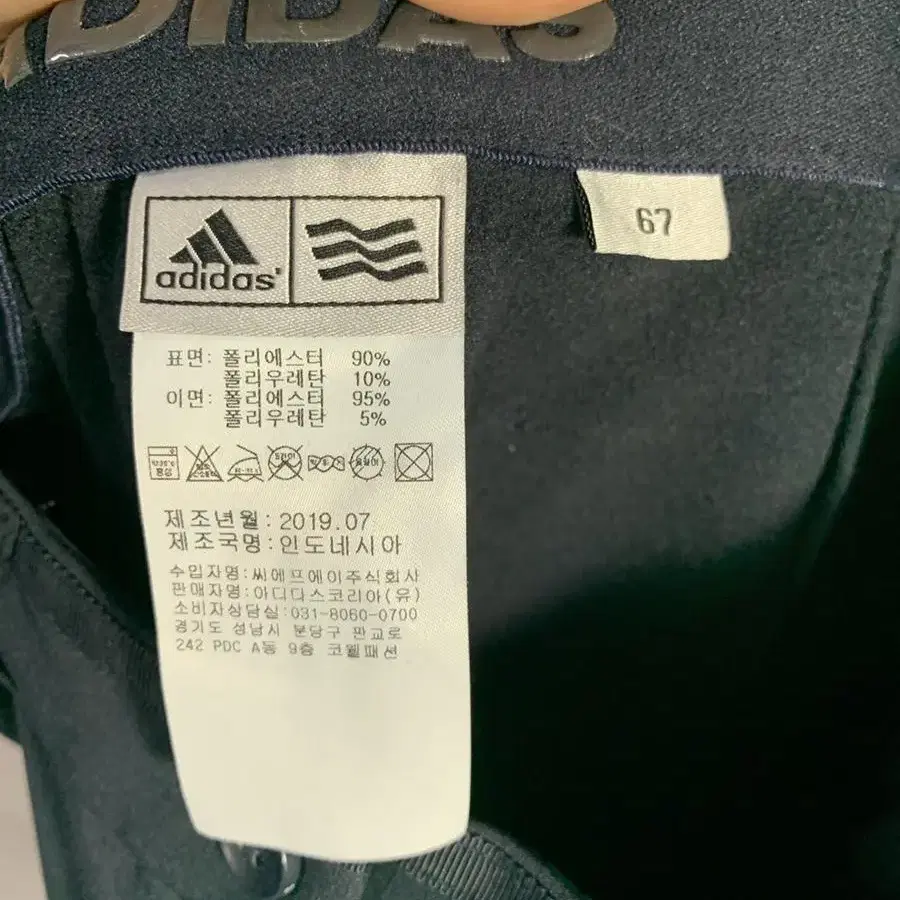 ADIDAS
adidas
67
표면: 폴리에스터 90%
폴리우레탄 10%
이면: 폴리에스터 95%
폴리우레탄 5%
제조년월: 2019.07
제조국명: 인도네시아
수입자명: 씨에프에이주식회사
판매자명: 아디다스코리아(유)
소비자상담실: 031-8060-0700
경기도 성남시 분당구 판교로
242 PDC A동 9층 코웰패션